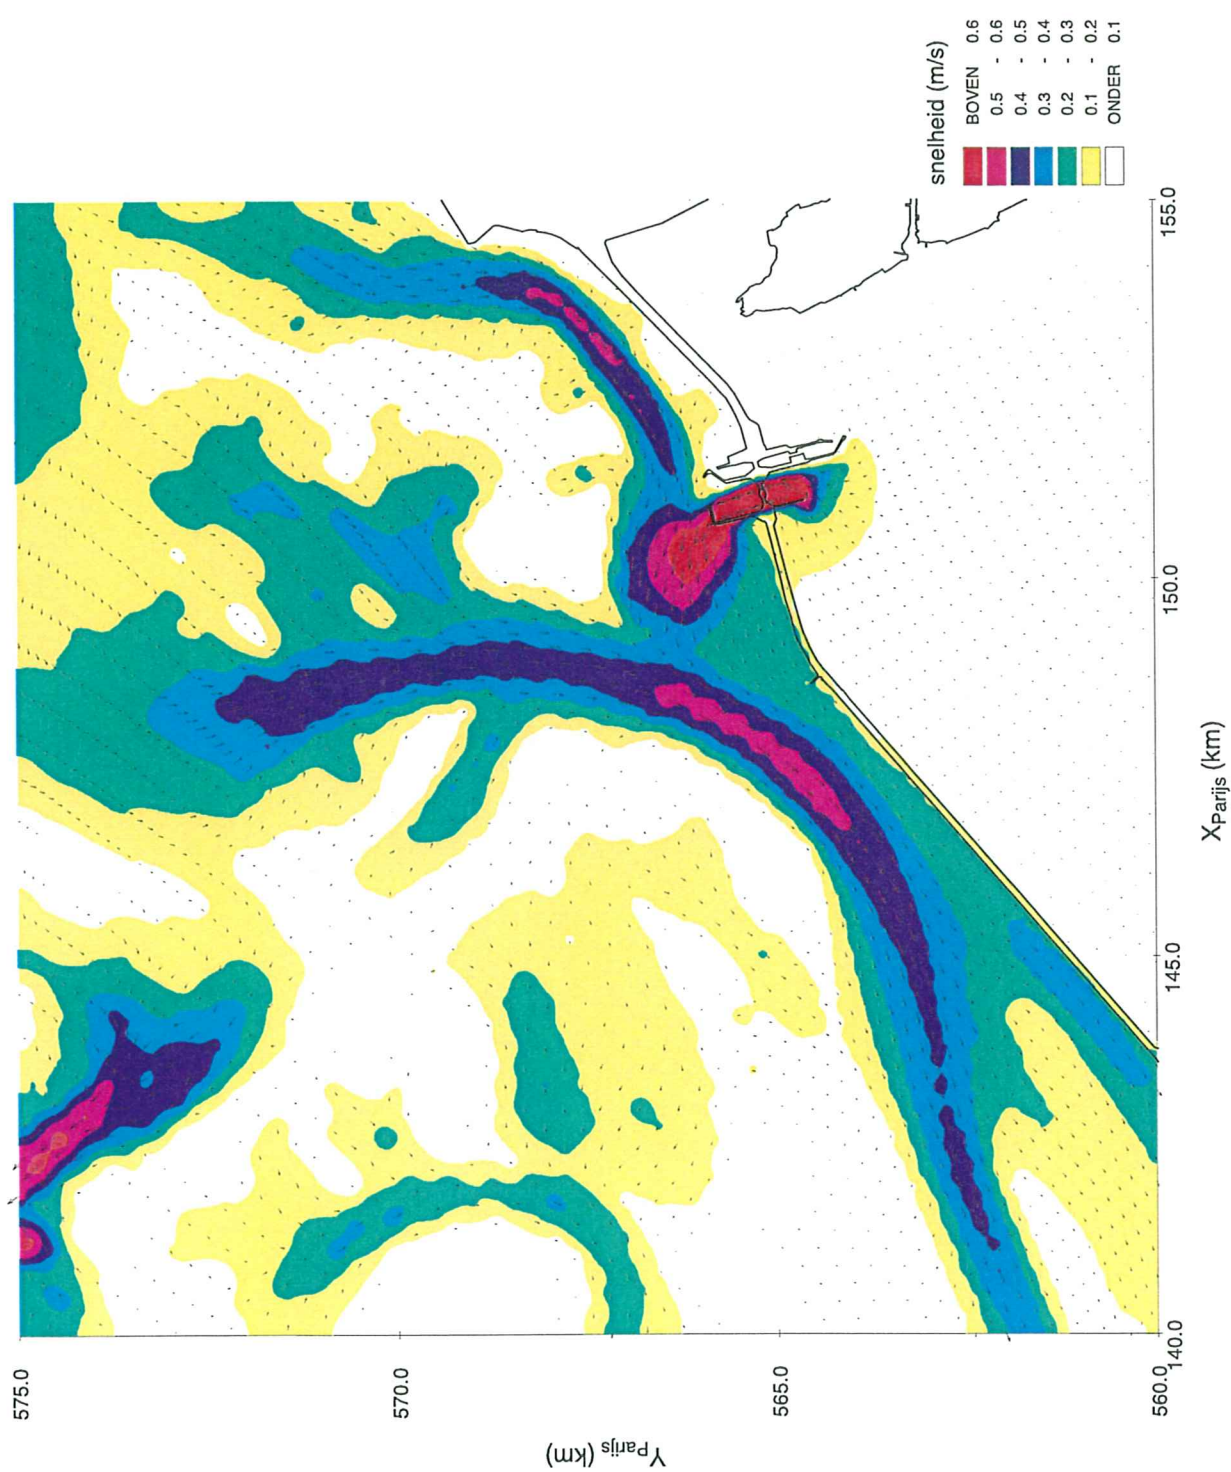 575.0
570.0
565.0
560.0
Y Parijs (km)
140.0
145.0
150.0
155.0
X Parijs (km)
snelheid (m/s)
BOVEN 0.6
0.5 - 0.6
0.4 - 0.5
0.3 - 0.4
0.2 - 0.3
0.1 - 0.2
ONDER 0.1